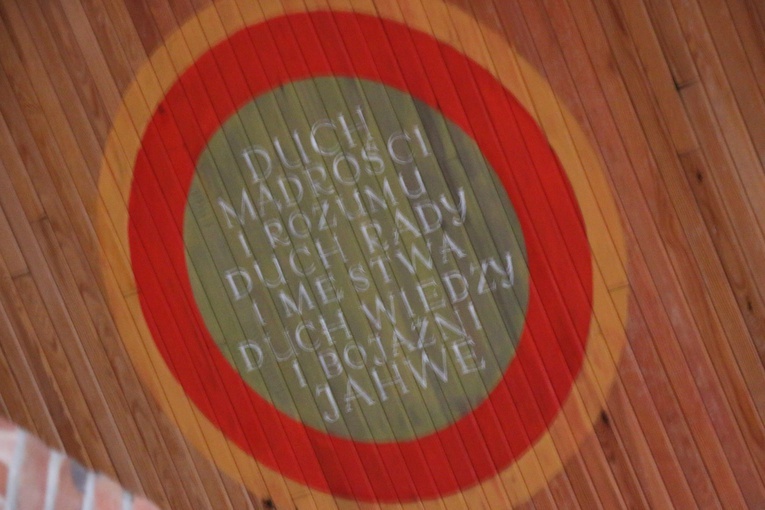 DUCH
MĄDROŚCI
I ROZUMU
DUCH RADY
I MĘSTWA
DUCH WIEDZY
I BOJAŹNI
JAHWE